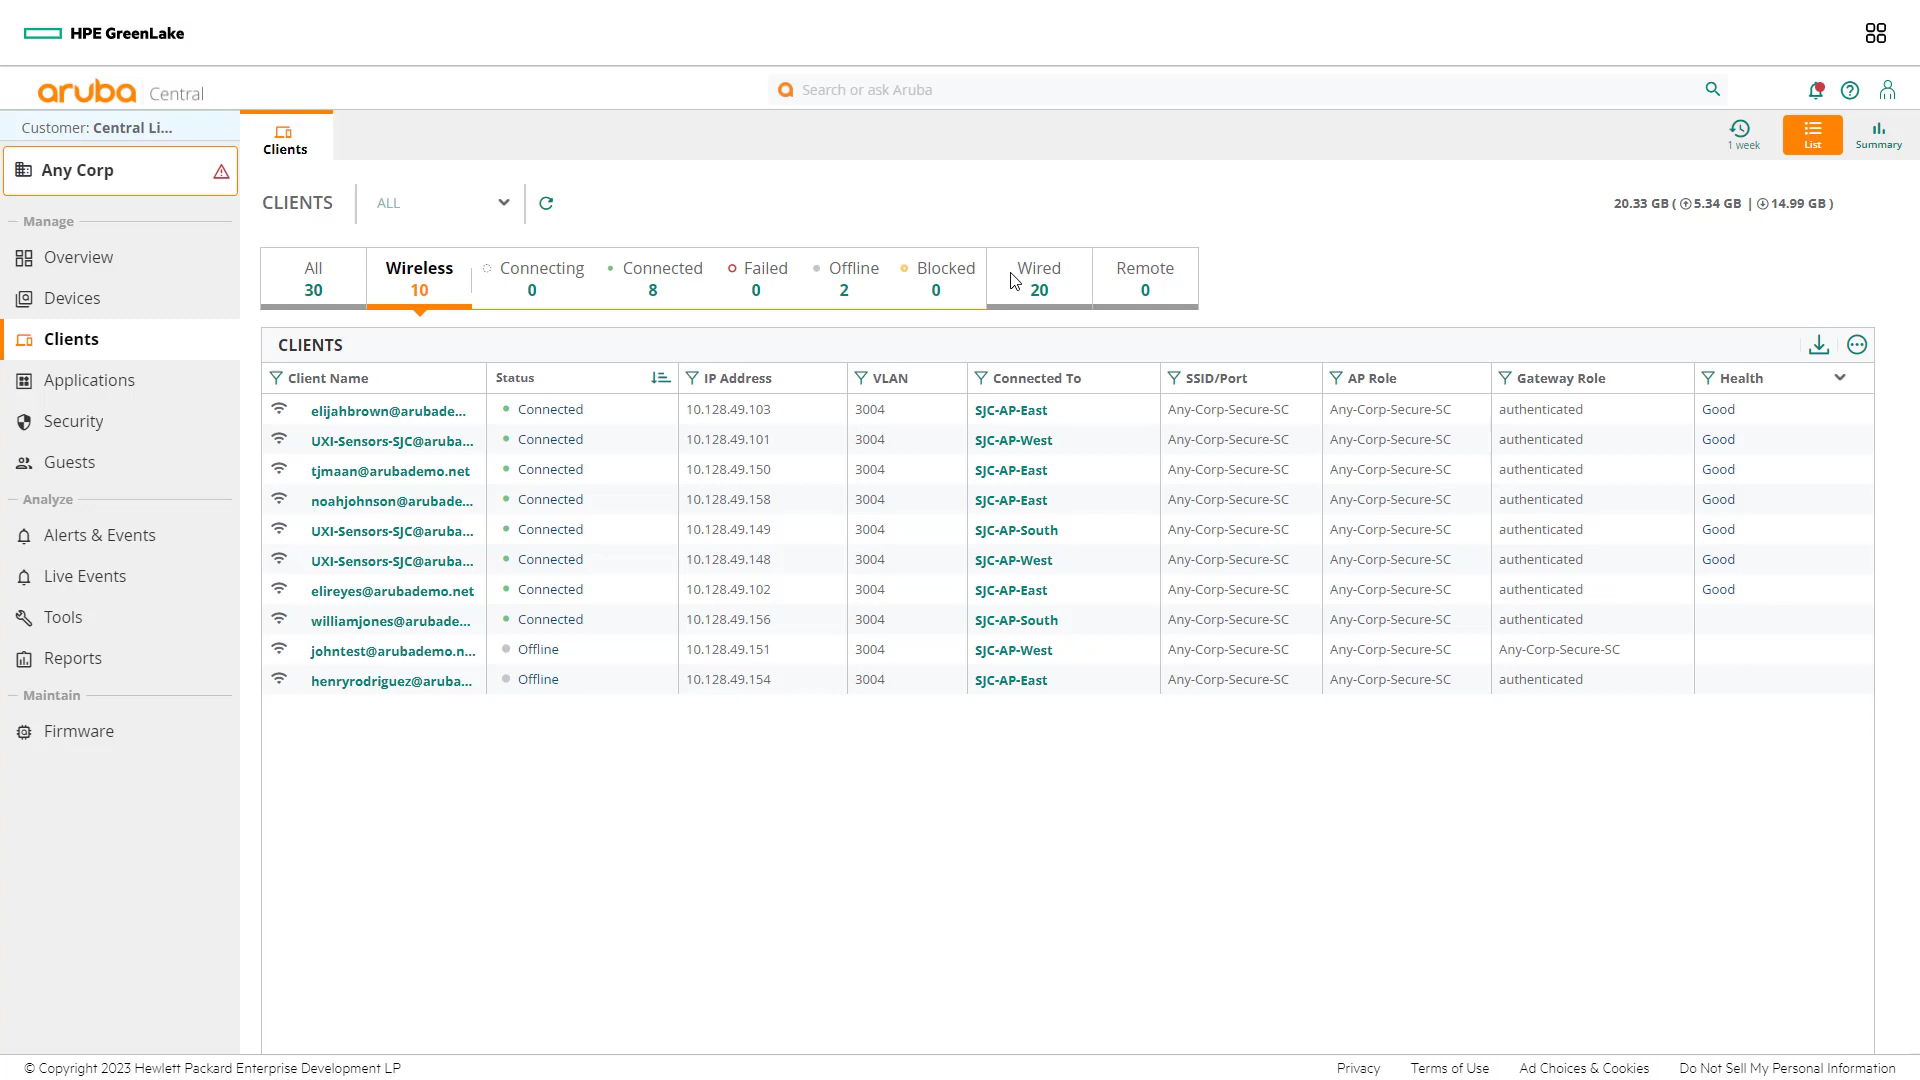 HPE GreenLake
aruba Central
Search or ask Aruba
Customer: Central Li...
Clients
1 week
List
Summary
Any Corp
CLIENTS ALL
20.33 GB ( 5.34 GB | 14.99 GB )
Manage
Overview
Devices
Clients
Applications
Security
Guests
Analyze
Alerts & Events
Live Events
Tools
Reports
Maintain
Firmware
All Wireless Connecting Connected Failed Offline Blocked Wired Remote
30 10 0 8 0 2 0 20 0
CLIENTS
Client Name Status IP Address VLAN Connected To SSID/Port AP Role Gateway Role Health
elijahbrown@arubade... Connected 10.128.49.103 3004 SJC-AP-East Any-Corp-Secure-SC Any-Corp-Secure-SC authenticated Good
UXI-Sensors-SJC@aruba... Connected 10.128.49.101 3004 SJC-AP-West Any-Corp-Secure-SC Any-Corp-Secure-SC authenticated Good
tjmaan@arubademo.net Connected 10.128.49.150 3004 SJC-AP-East Any-Corp-Secure-SC Any-Corp-Secure-SC authenticated Good
noahjohnson@arubade... Connected 10.128.49.158 3004 SJC-AP-East Any-Corp-Secure-SC Any-Corp-Secure-SC authenticated Good
UXI-Sensors-SJC@aruba... Connected 10.128.49.149 3004 SJC-AP-South Any-Corp-Secure-SC Any-Corp-Secure-SC authenticated Good
UXI-Sensors-SJC@aruba... Connected 10.128.49.148 3004 SJC-AP-West Any-Corp-Secure-SC Any-Corp-Secure-SC authenticated Good
elireyes@arubademo.net Connected 10.128.49.102 3004 SJC-AP-East Any-Corp-Secure-SC Any-Corp-Secure-SC authenticated Good
williamjones@arubade... Connected 10.128.49.156 3004 SJC-AP-South Any-Corp-Secure-SC Any-Corp-Secure-SC authenticated
johntest@arubademo.n... Offline 10.128.49.151 3004 SJC-AP-West Any-Corp-Secure-SC Any-Corp-Secure-SC Any-Corp-Secure-SC
henryrodriguez@aruba... Offline 10.128.49.154 3004 SJC-AP-East Any-Corp-Secure-SC Any-Corp-Secure-SC authenticated
© Copyright 2023 Hewlett Packard Enterprise Development LP
Privacy Terms of Use Ad Choices & Cookies Do Not Sell My Personal Information